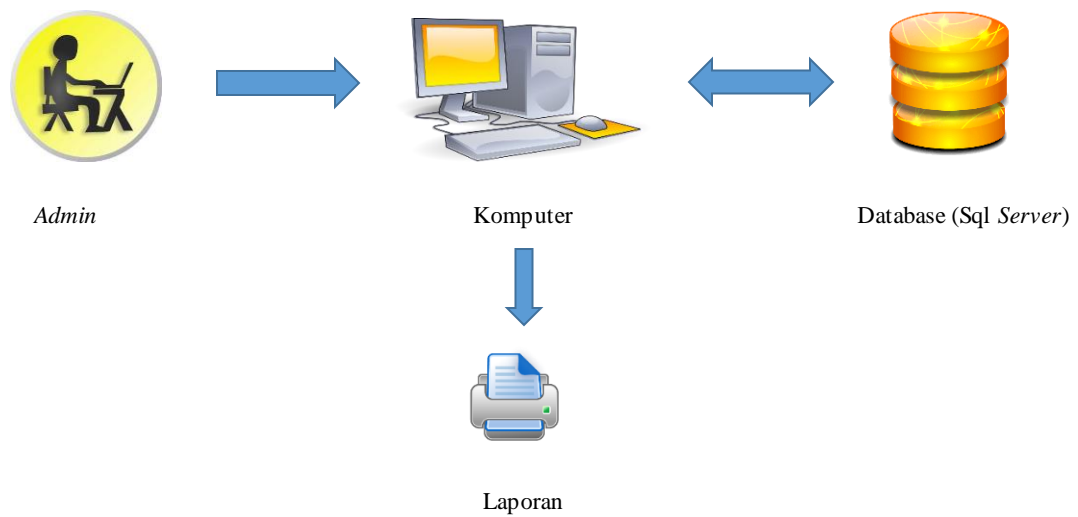 Admin
Komputer
Database (Sql Server)
Laporan